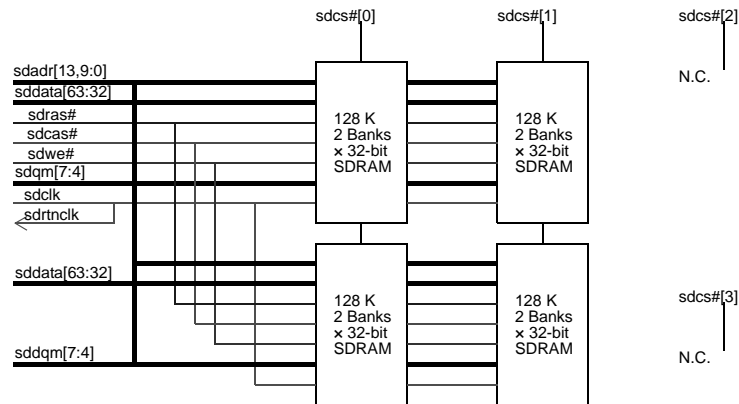 sdcs#[0]
sdcs#[1]
sdcs#[2]
sdadr[13,9:0]
sddata[63:32]
sdras#
sdcas#
sdwe#
sdqm[7:4]
sdclk
sdrtnclk
128 K
2 Banks
× 32-bit
SDRAM
128 K
2 Banks
× 32-bit
SDRAM
N.C.
sddata[63:32]
sddqm[7:4]
128 K
2 Banks
× 32-bit
SDRAM
128 K
2 Banks
× 32-bit
SDRAM
sdcs#[3]
N.C.